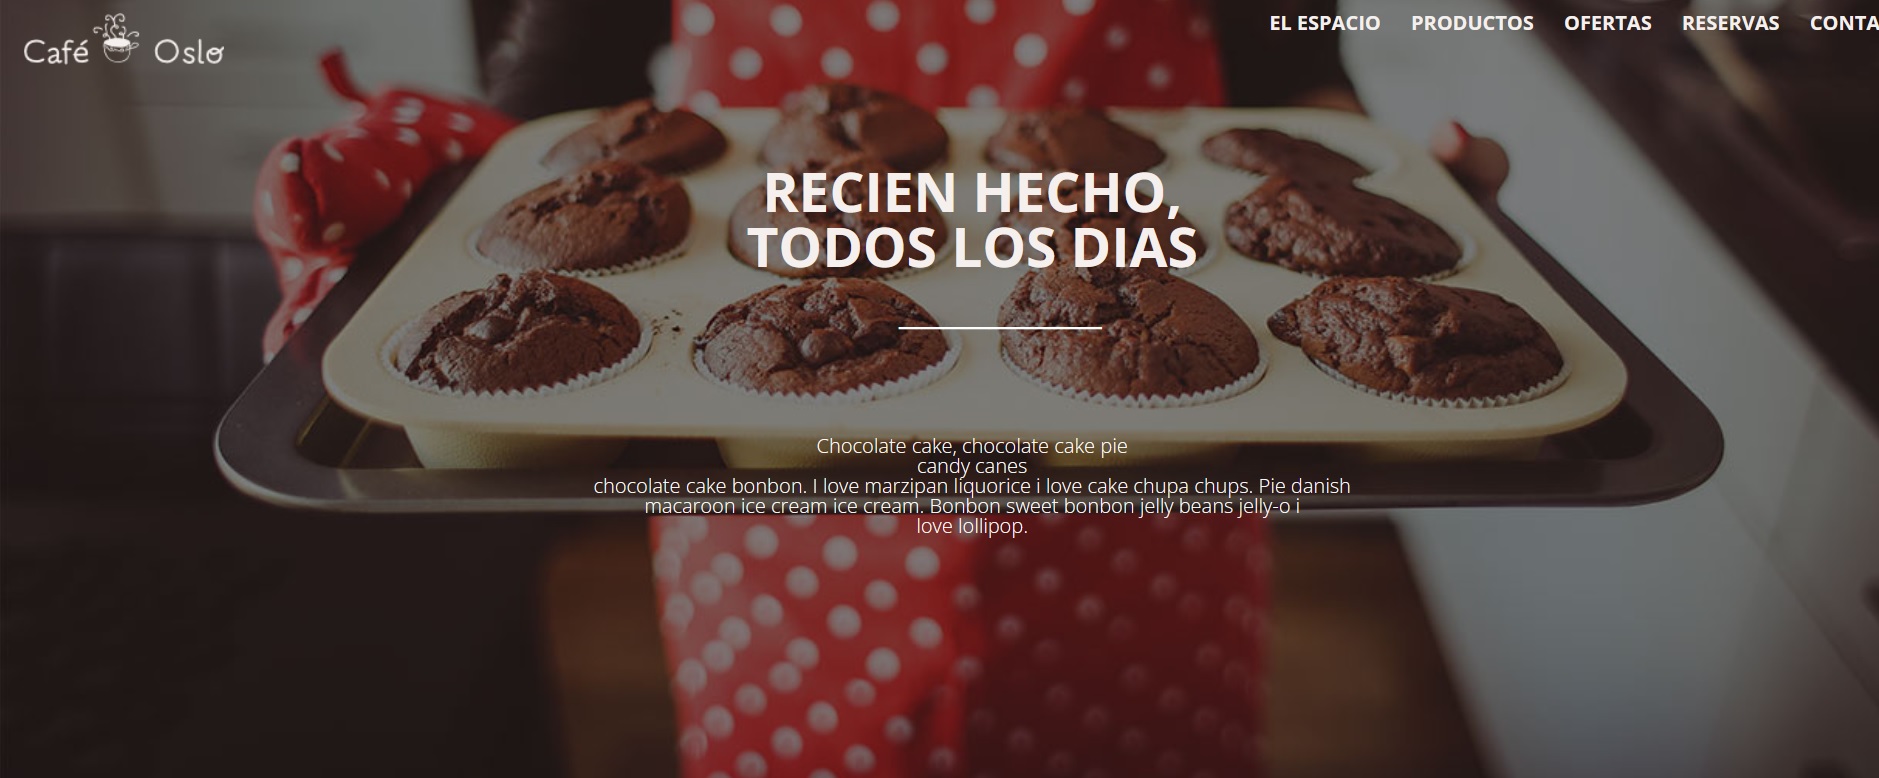 Café Oslo
EL ESPACIO PRODUCTOS OFERTAS RESERVAS CONTA
RECIEN HECHO,
TODOS LOS DIAS
Chocolate cake, chocolate cake pie
candy canes
chocolate cake bonbon. I love marzipan liquorice i love cake chupa chups. Pie danish
macaroon ice cream ice cream. Bonbon sweet bonbon jelly beans jelly-o i
love lollipop.